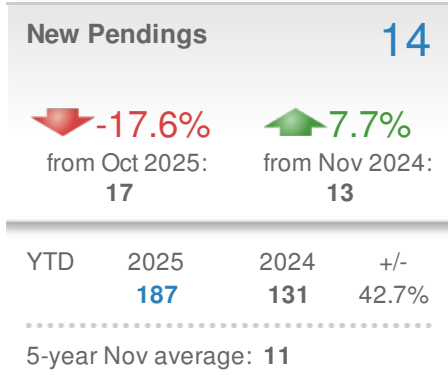 New Pendings 14
-17.6% 7.7%
from Oct 2025: from Nov 2024:
17 13
YTD 2025 2024 +/-
187 131 42.7%
5-year Nov average: 11